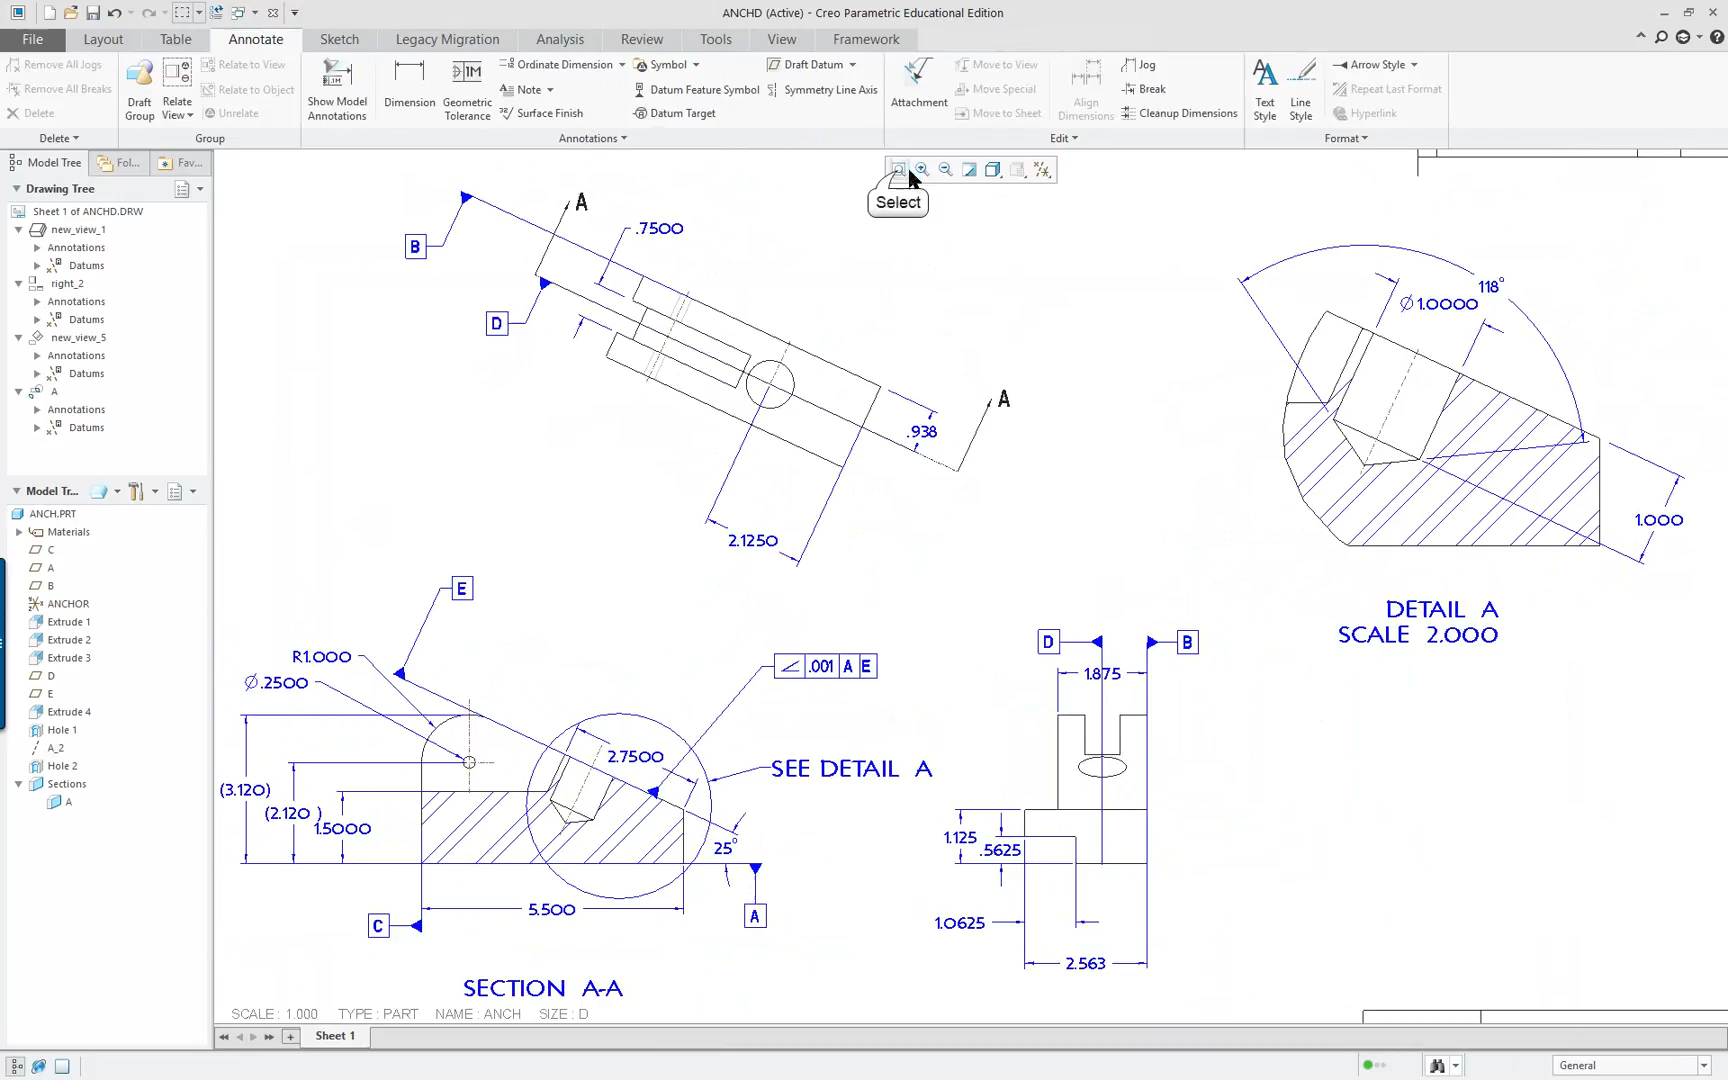 ANCHD (Active) - Creo Parametric Educational Edition
File
Layout
Table
Annotate
Sketch
Legacy Migration
Analysis
Review
Tools
View
Framework
Remove All Jogs
Remove All Breaks
Delete
Draft
Group
Relate
View
Relate to View
Relate to Object
Unrelate
Show Model
Annotations
Dimension
Geometric
Tolerance
Ordinate Dimension
Note
Surface Finish
Symbol
Datum Feature Symbol
Datum Target
Draft Datum
Symmetry Line Axis
Attachment
Move to View
Move Special
Move to Sheet
Align
Dimensions
Jog
Break
Cleanup Dimensions
Text
Style
Line
Style
Arrow Style
Repeat Last Format
Hyperlink
Delete
Group
Annotations
Edit
Format
Model Tree
Fol...
Fav...
Drawing Tree
Sheet 1 of ANCHD.DRW
new_view_1
Annotations
Datums
right_2
Annotations
Datums
new_view_5
Annotations
Datums
A
Annotations
Datums
Model Tr...
ANCH.PRT
Materials
C
A
B
ANCHOR
Extrude 1
Extrude 2
Extrude 3
D
E
Extrude 4
Hole 1
A_2
Hole 2
Sections
A
Select
A
.7500
B
D
A
.938
2.1250
118°
Ø1.0000
1.000
DETAIL A
SCALE 2.000
E
R1.000
Ø.2500
.001 A E
2.7500
SEE DETAIL A
(3.120)
(2.120)
1.5000
25°
5.500
C
A
SECTION A-A
D
B
1.875
1.125
.5625
1.0625
2.563
SCALE : 1.000 TYPE : PART NAME : ANCH SIZE : D
Sheet 1
General